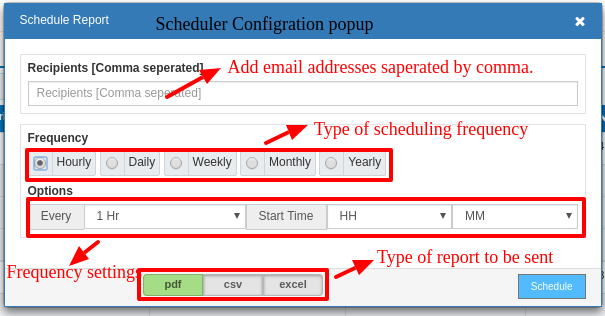 Schedule Report
Scheduler Configration popup
Recipients [Comma seperated]
Add email addresses saperated by comma.
Recipients [Comma seperated]
Type of scheduling frequency
Frequency
Hourly Daily Weekly Monthly Yearly
Options
Every 1 Hr Start Time HH MM
Frequency settings
Type of report to be sent
pdf csv excel
Schedule